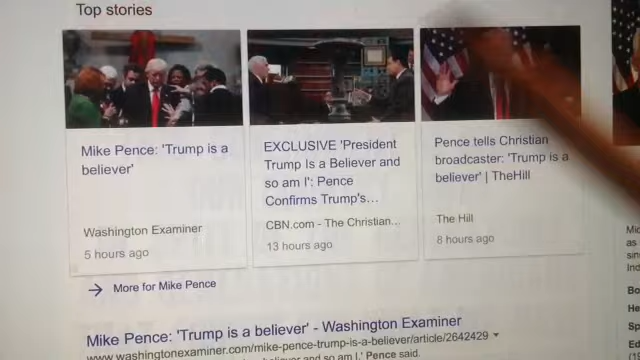 Top stories
Mike Pence: 'Trump is a
believer'
Washington Examiner
5 hours ago
EXCLUSIVE 'President
Trump Is a Believer and
so am I': Pence
Confirms Trump's...
CBN.com - The Christian...
13 hours ago
Pence tells Christian
broadcaster: 'Trump is a
believer' | TheHill
The Hill
8 hours ago
More for Mike Pence
Mike Pence: 'Trump is a believer' - Washington Examiner
www.washingtonexaminer.com/mike-pence-trump-is-a-believer/article/2642429
believer and so am I,' Pence said.
as